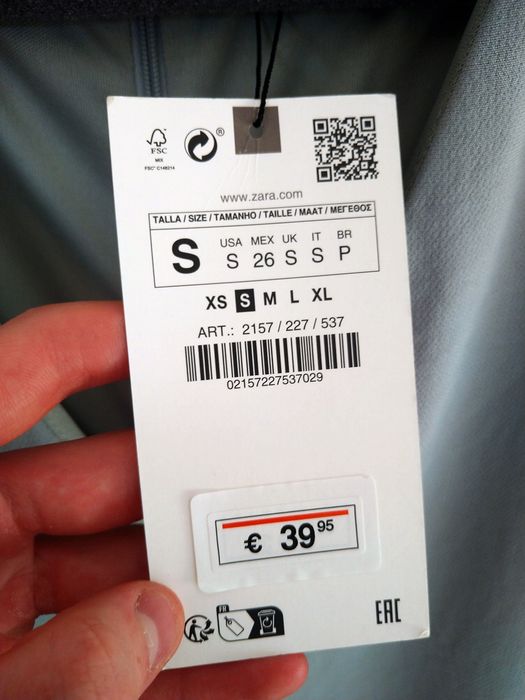 FSC
MIX
FSC® C148214
®
www.zara.com
TALLA / SIZE / TAMANHO / TAILLE / MAAT / ΜΕΓΕΘΟΣ
S
USA MEX UK IT BR
S 26 S S P
XS S M L XL
ART.: 2157 / 227 / 537
02157227537029
€ 39 95
FR
EAC